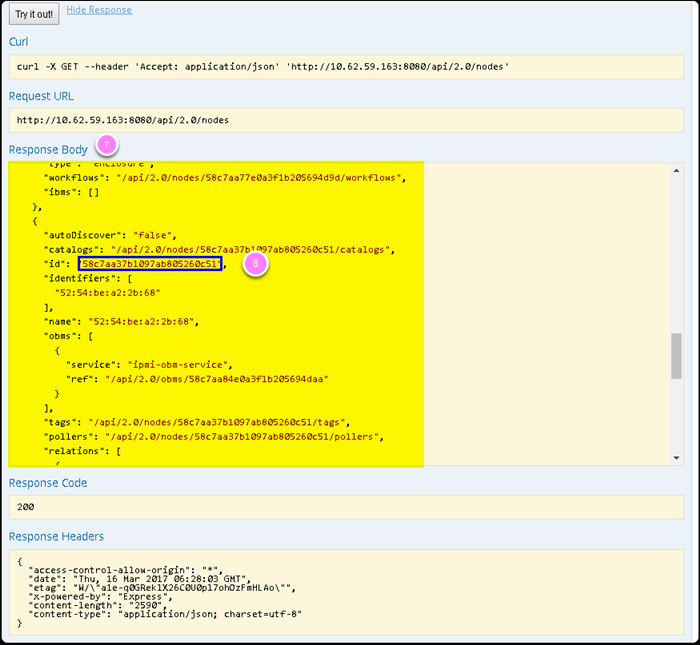 Try it out!
Hide Response
Curl
curl -X GET --header 'Accept: application/json' 'http://10.62.59.163:8080/api/2.0/nodes'
Request URL
http://10.62.59.163:8080/api/2.0/nodes
Response Body
7
"type": "enclosure",
"workflows": "/api/2.0/nodes/58c7aa77e0a3f1b205694d9d/workflows",
"ibms": []
},
{
"autoDiscover": "false",
"catalogs": "/api/2.0/nodes/58c7aa37b1097ab805260c51/catalogs",
"id": "58c7aa37b1097ab805260c51",
8
"identifiers": [
"52:54:be:a2:2b:68"
],
"name": "52:54:be:a2:2b:68",
"obms": [
{
"service": "ipmi-obm-service",
"ref": "/api/2.0/obms/58c7aa84e0a3f1b205694daa"
}
],
"tags": "/api/2.0/nodes/58c7aa37b1097ab805260c51/tags",
"pollers": "/api/2.0/nodes/58c7aa37b1097ab805260c51/pollers",
"relations": [
{
Response Code
200
Response Headers
{
"access-control-allow-origin": "*",
"date": "Thu, 16 Mar 2017 06:28:03 GMT",
"etag": "W/\"a1e-q0GReklX26C0U0pl7ohOzFmHLAo\"",
"x-powered-by": "Express",
"content-length": "2590",
"content-type": "application/json; charset=utf-8"
}